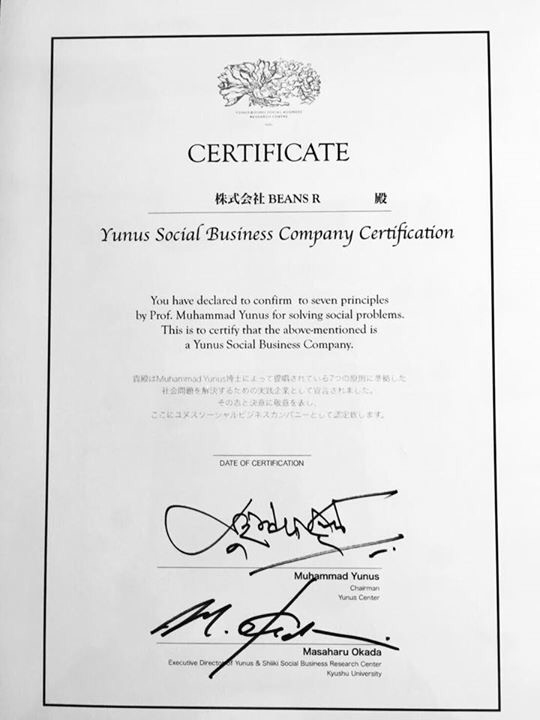 YUNUS & SHIIKI SOCIAL BUSINESS
RESEARCH CENTRE
CERTIFICATE
株式会社 BEANS R 殿
Yunus Social Business Company Certification
You have declared to confirm to seven principles
by Prof. Muhammad Yunus for solving social problems.
This is to certify that the above-mentioned is
a Yunus Social Business Company.
貴殿はMuhammad Yunus博士によって提唱されている7つの原則に準拠した
社会問題を解決するための実践企業として宣言されました。
その志と決意に敬意を表し、
ここにユヌスソーシャルビジネスカンパニーとして認定致します。
DATE OF CERTIFICATION
Muhammad Yunus
Chairman
Yunus Center
M. Okada
Masaharu Okada
Executive Director of Yunus & Shiiki Social Business Research Center
Kyushu University